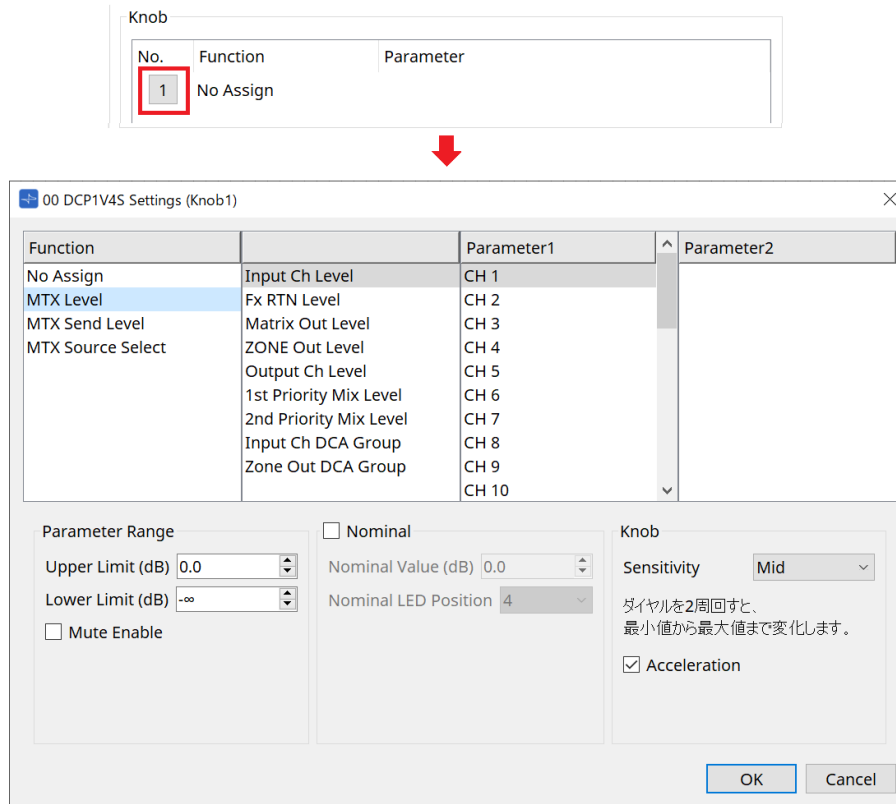 Knob
No. Function Parameter
1 No Assign
00 DCP1V4S Settings (Knob1)
Function Parameter1 Parameter2
No Assign Input Ch Level CH 1
MTX Level Fx RTN Level CH 2
MTX Send Level Matrix Out Level CH 3
MTX Source Select ZONE Out Level CH 4
Output Ch Level CH 5
1st Priority Mix Level CH 6
2nd Priority Mix Level CH 7
Input Ch DCA Group CH 8
Zone Out DCA Group CH 9
CH 10
Parameter Range
Upper Limit (dB) 0.0
Lower Limit (dB) -∞
Mute Enable
Nominal
Nominal Value (dB) 0.0
Nominal LED Position 4
Knob
Sensitivity Mid
ダイヤルを2周回すと、
最小値から最大値まで変化します。
Acceleration
OK Cancel